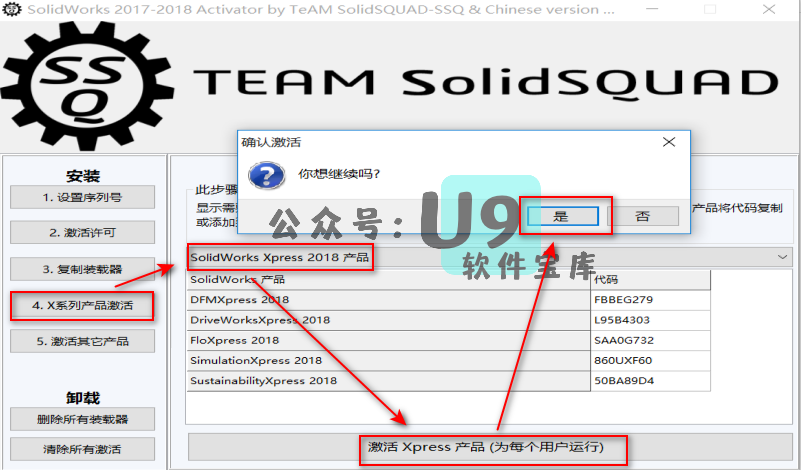 SolidWorks 2017-2018 Activator by TeAM SolidSQUAD-SSQ & Chinese version ...
SSQ
TEAM SolidSQUAD
安装
1. 设置序列号
2. 激活许可
3. 复制装载器
4. X系列产品激活
5. 激活其它产品
卸载
删除所有装载器
清除所有激活
确认激活
你想继续吗?
是
否
此步骤
显示需
产品将代码复制
或添加
公众号:U9
软件宝库
SolidWorks Xpress 2018 产品
SolidWorks 产品 代码
DFMXpress 2018 FBBEG279
DriveWorksXpress 2018 L95B4303
FloXpress 2018 SAA0G732
SimulationXpress 2018 860UXF60
SustainabilityXpress 2018 50BA89D4
激活 Xpress 产品 (为每个用户运行)